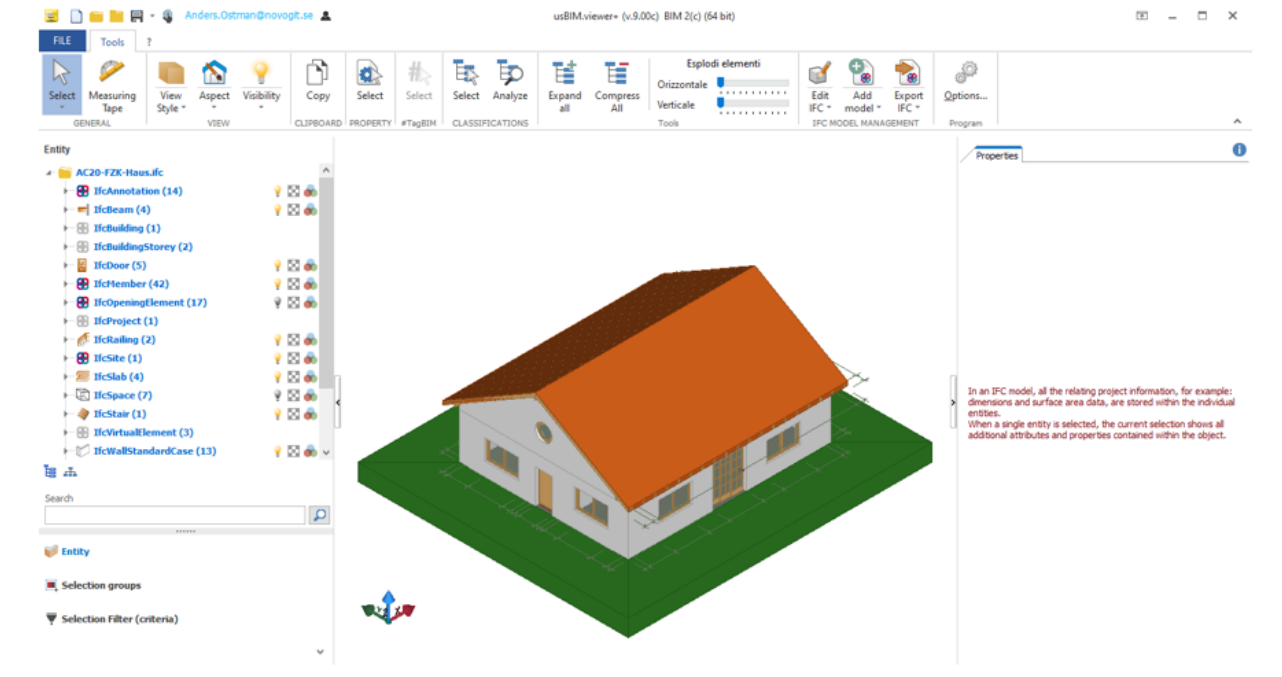 Anders.Ostman@novogit.se
usBIM.viewer+ (v.9.00c) BIM 2(c) (64 bit)
FILE Tools ?
Select Measuring Tape View Style Aspect Visibility Copy Select Select Select Analyze Expand all Compress All
Esplodi elementi
Orizzontale
Verticale
Edit IFC Add model Export IFC Options...
GENERAL VIEW CLIPBOARD PROPERTY #TagBIM CLASSIFICATIONS Tools IFC MODEL MANAGEMENT Program
Entity
AC20-FZK-Haus.ifc
IfcAnnotation (14)
IfcBeam (4)
IfcBuilding (1)
IfcBuildingStorey (2)
IfcDoor (5)
IfcMember (42)
IfcOpeningElement (17)
IfcProject (1)
IfcRailing (2)
IfcSite (1)
IfcSlab (4)
IfcSpace (7)
IfcStair (1)
IfcVirtualElement (3)
IfcWallStandardCase (13)
Search
Entity
Selection groups
Selection Filter (criteria)
Properties
In an IFC model, all the relating project information, for example:
dimensions and surface area data, are stored within the individual
entities.
When a single entity is selected, the current selection shows all
additional attributes and properties contained within the object.